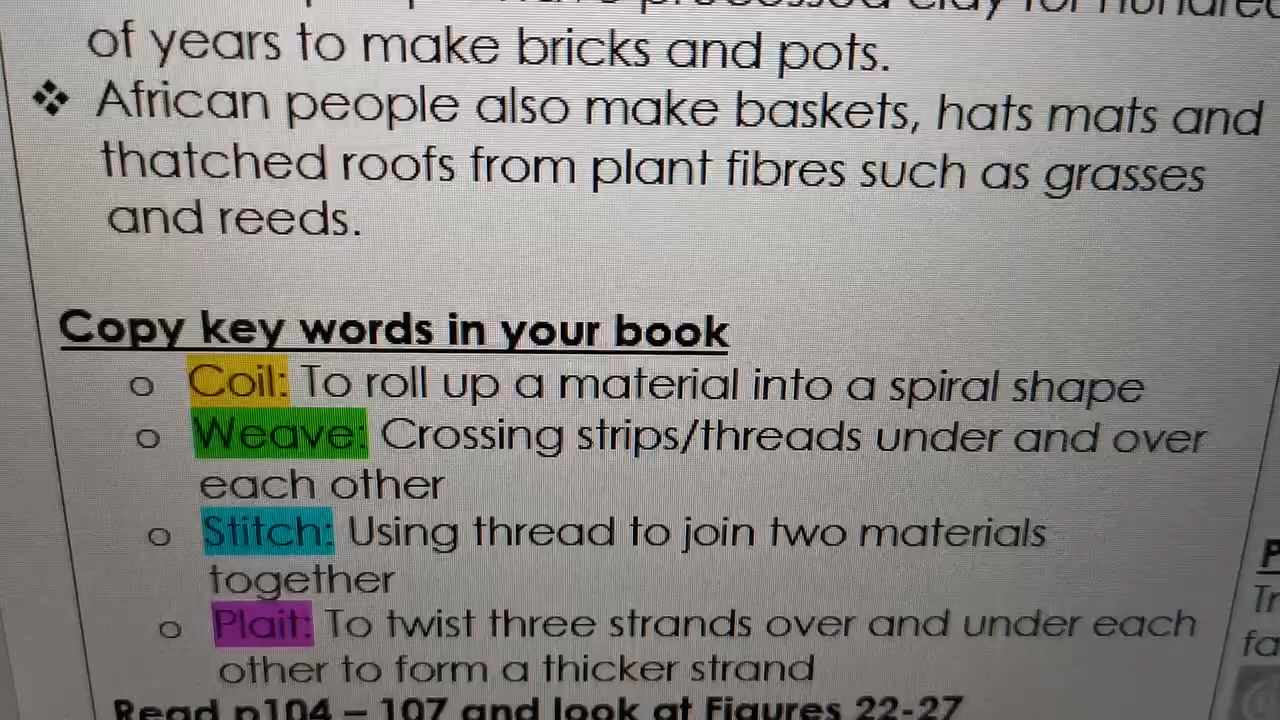 clay for
of years to make bricks and pots.
❖ African people also make baskets, hats mats and
thatched roofs from plant fibres such as grasses
and reeds.
Copy key words in your book
o Coil: To roll up a material into a spiral shape
o Weave: Crossing strips/threads under and over
each other
o Stitch: Using thread to join two materials
together
o Plait: To twist three strands over and under each
other to form a thicker strand
Read p104 – 107 and look at Figures 22-27